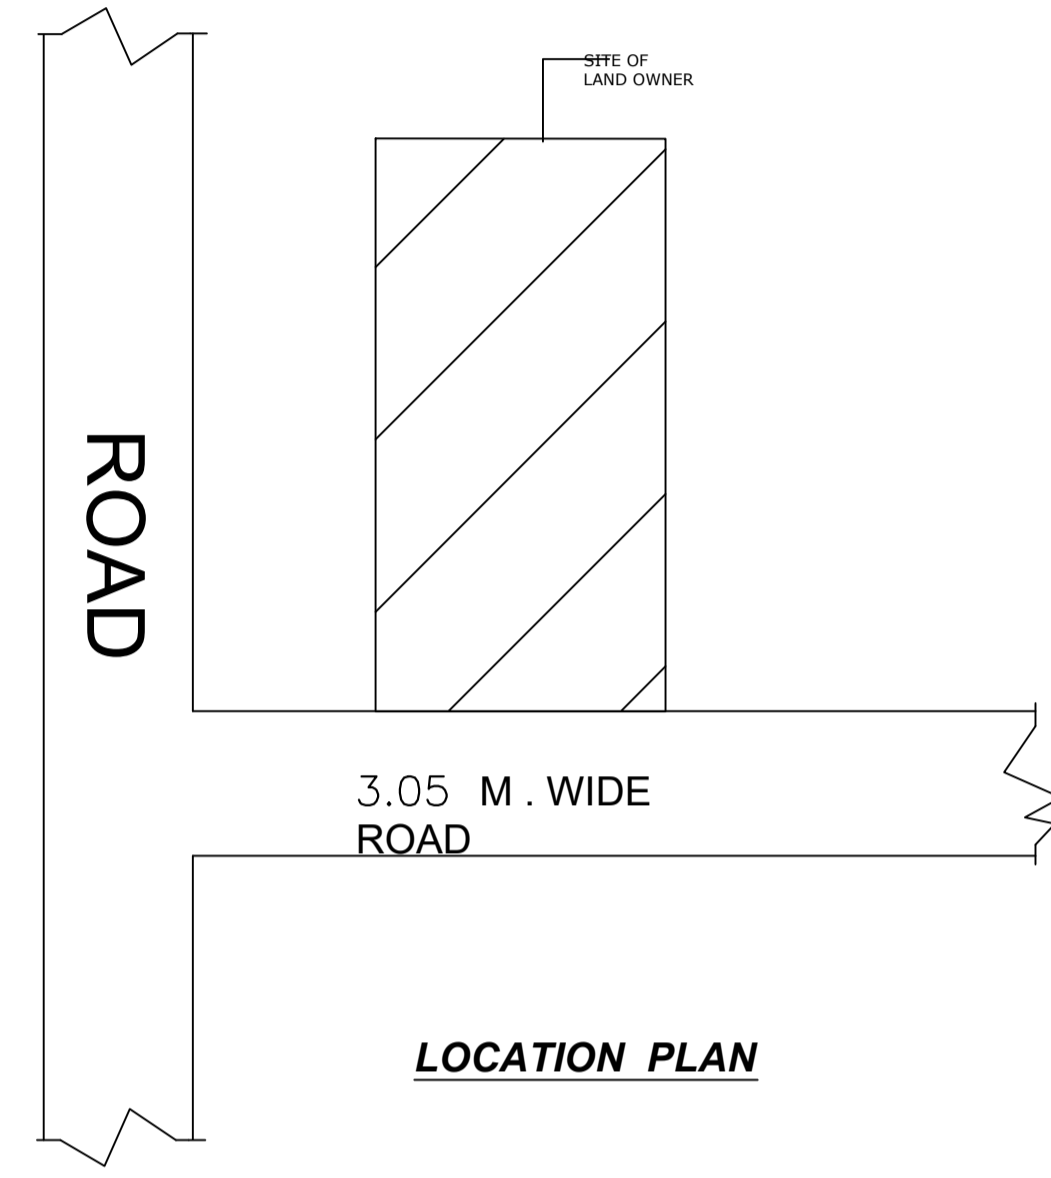 SITE OF
LAND OWNER
ROAD
3.05 M . WIDE
ROAD
LOCATION PLAN